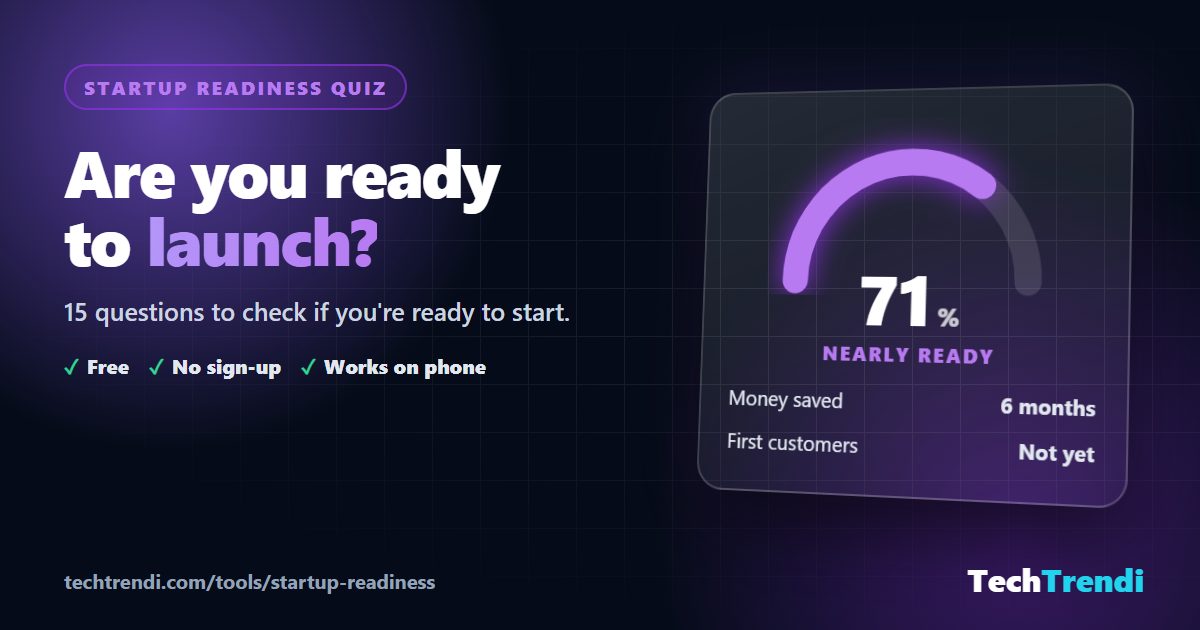 STARTUP READINESS QUIZ
Are you ready
to launch?
15 questions to check if you're ready to start.
✓ Free ✓ No sign-up ✓ Works on phone
71 %
NEARLY READY
Money saved 6 months
First customers Not yet
techtrendi.com/tools/startup-readiness
TechTrendi